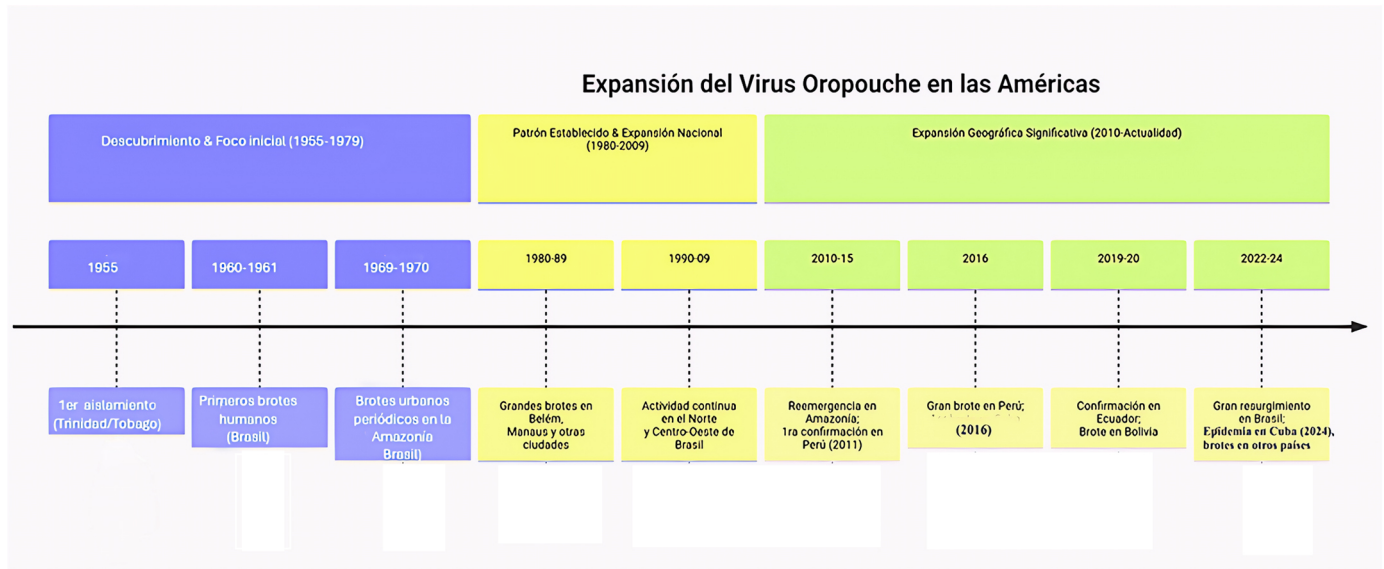 Expansión del Virus Oropouche en las Américas
Descubrimiento & Foco inicial (1955-1979)
Patrón Establecido & Expansión Nacional
(1980-2009)
Expansión Geográfica Significativa (2010-Actualidad)
1955
1960-1961
1969-1970
1980-89
1990-09
2010-15
2016
2019-20
2022-24
1er aislamiento
(Trinidad/Tobago)
Primeros brotes
humanos
(Brasil)
Brotes urbanos
periódicos en la
Amazonía
Brasil)
Grandes brotes en
Belém,
Manaus y otras
ciudades
Actividad continua
en el Norte
y Centro-Oeste de
Brasil
Reemergencia en
Amazonía;
1ra confirmación en
Perú (2011)
Gran brote en Perú;
(2016)
Confirmación en
Ecuador;
Brote en Bolivia
Gran resurgimiento
en Brasil;
Epidemia en Cuba (2024),
brotes en otros países